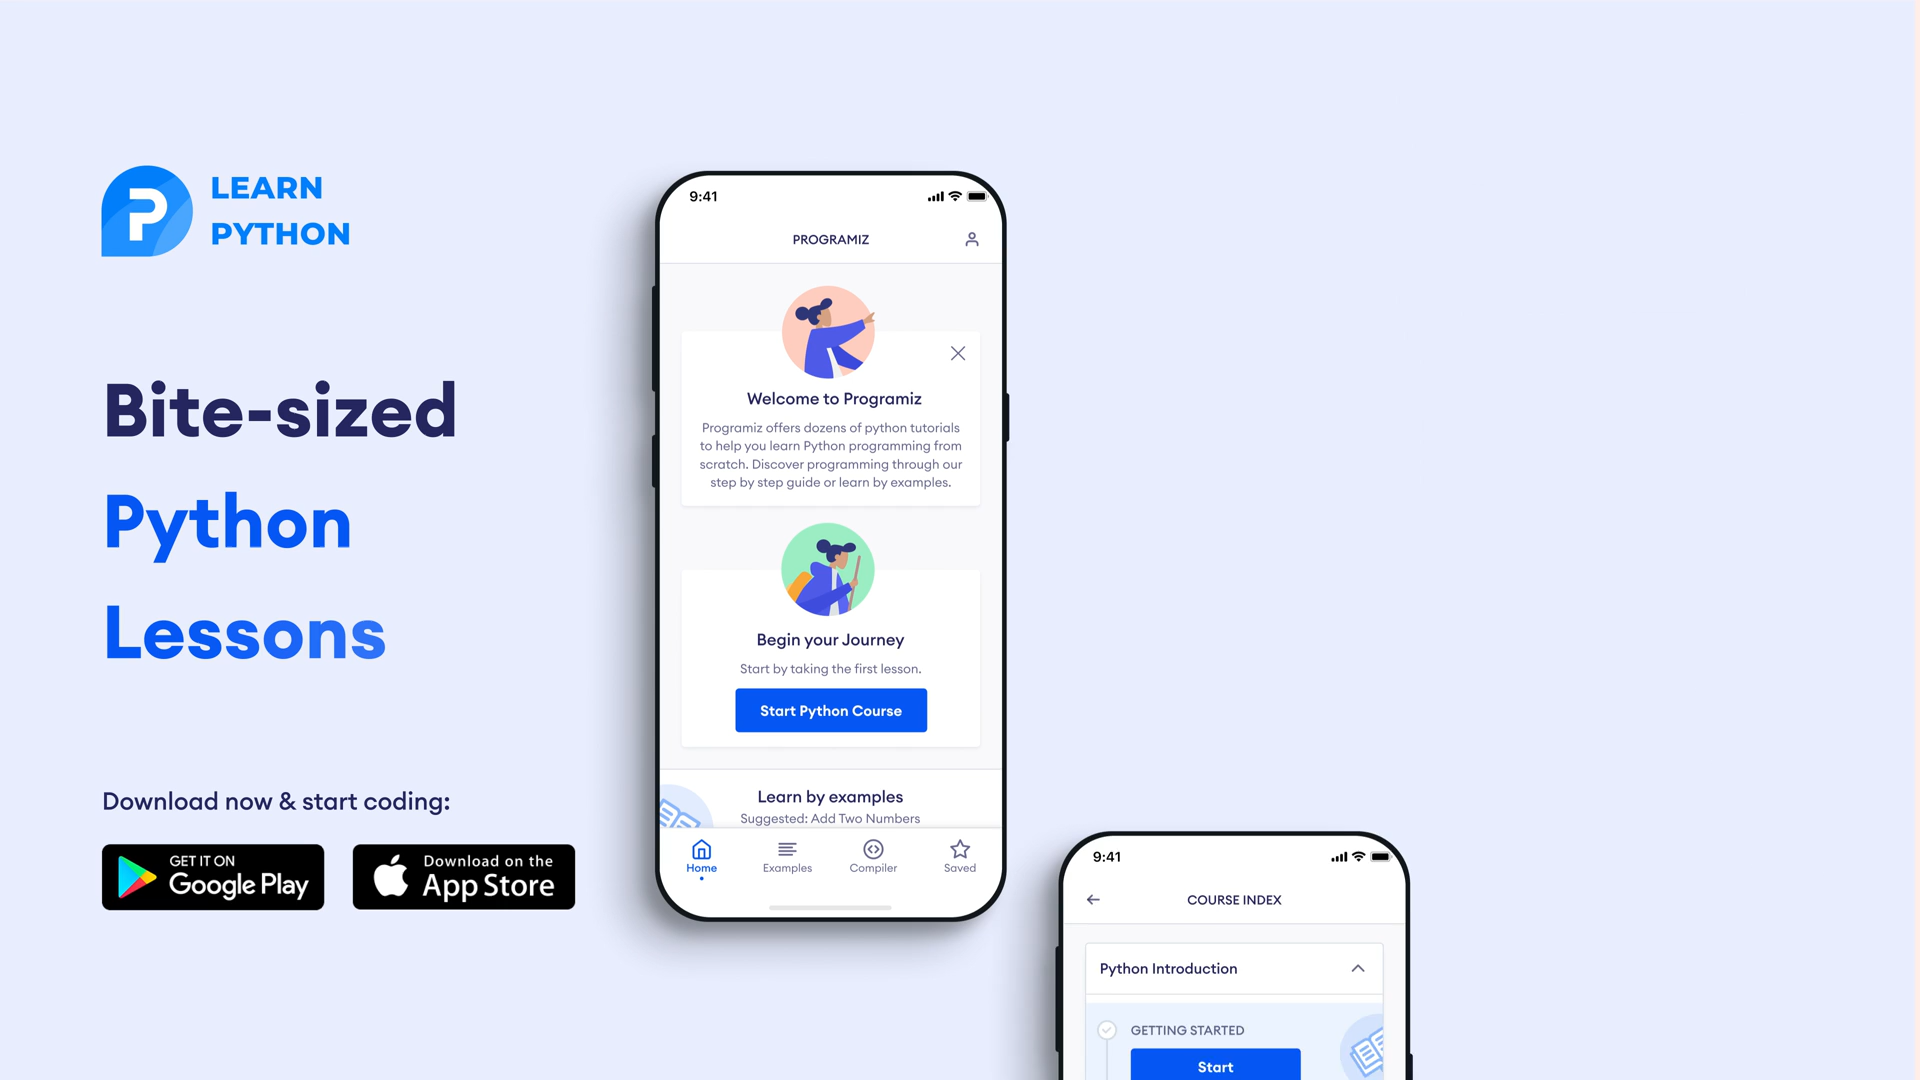 LEARN
PYTHON
Bite-sized
Python
Lessons
Download now & start coding:
GET IT ON
Google Play
Download on the
App Store
9:41
PROGRAMIZ
Welcome to Programiz
Programiz offers dozens of python tutorials
to help you learn Python programming from
scratch. Discover programming through our
step by step guide or learn by examples.
Begin your Journey
Start by taking the first lesson.
Start Python Course
Learn by examples
Suggested: Add Two Numbers
Home
Examples
Compiler
Saved
9:41
COURSE INDEX
Python Introduction
GETTING STARTED
Start